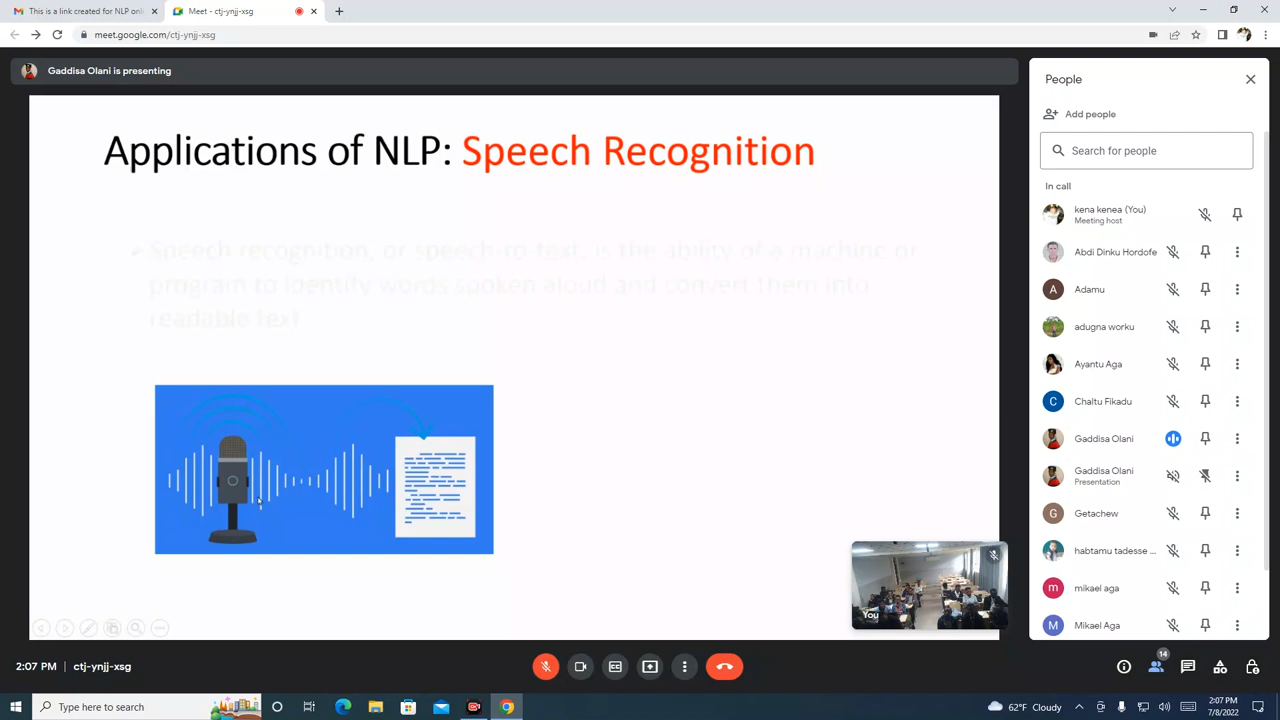 This is a link created for NLP onli
Meet - ctj-ynjj-xsg
meet.google.com/ctj-ynjj-xsg
Gaddisa Olani is presenting
Applications of NLP: Speech Recognition
Speech recognition, or speech-to-text, is the ability of a machine or
program to identify words spoken aloud and convert them into
readable text
You
2:07 PM | ctj-ynjj-xsg
People
Add people
Search for people
In call
kena kenea (You)
Meeting host
Abdi Dinku Hordofe
A Adamu
adugna worku
Ayantu Aga
C Chaltu Fikadu
Gaddisa Olani
Gaddisa Olani
Presentation
G Getachew
habtamu tadesse ...
m mikael aga
M Mikael Aga
14
Type here to search
62°F Cloudy
2:07 PM
7/8/2022